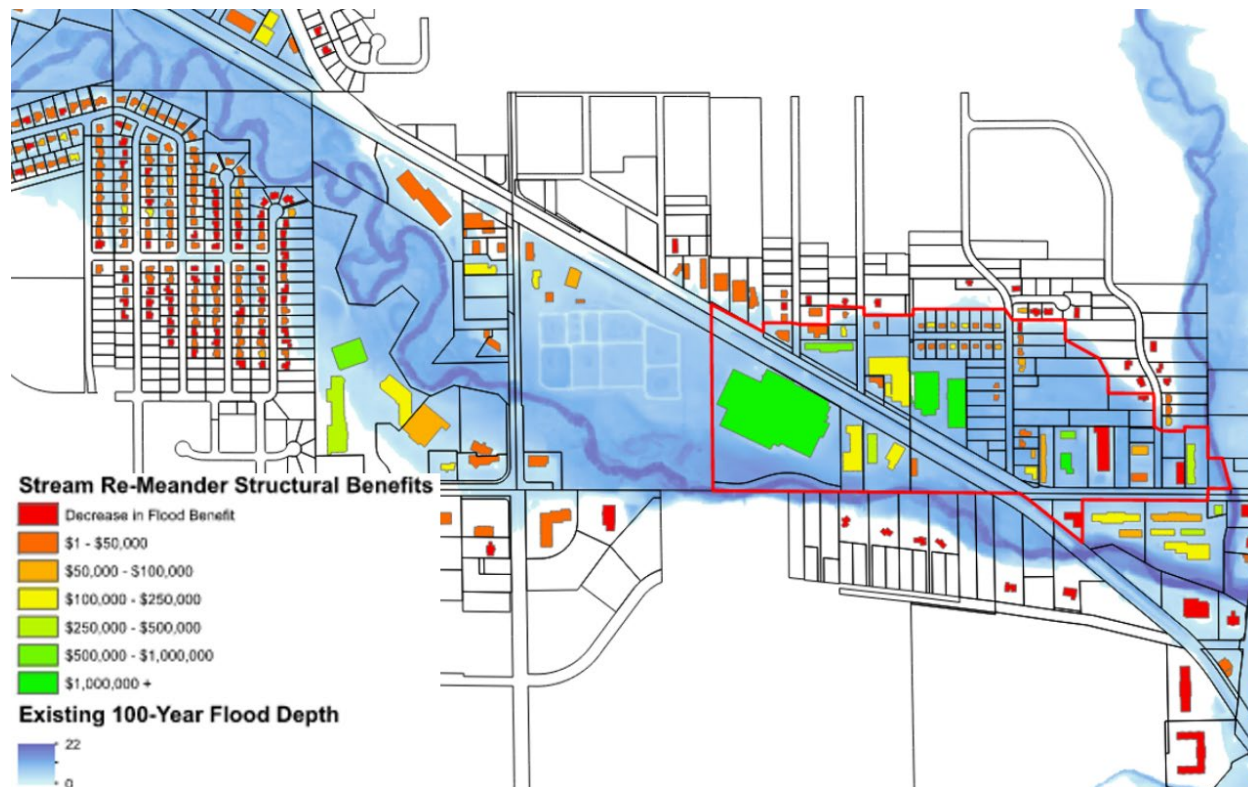 Stream Re-Meander Structural Benefits
Decrease in Flood Benefit
$1 - $50,000
$50,000 - $100,000
$100,000 - $250,000
$250,000 - $500,000
$500,000 - $1,000,000
$1,000,000 +
Existing 100-Year Flood Depth
22
0